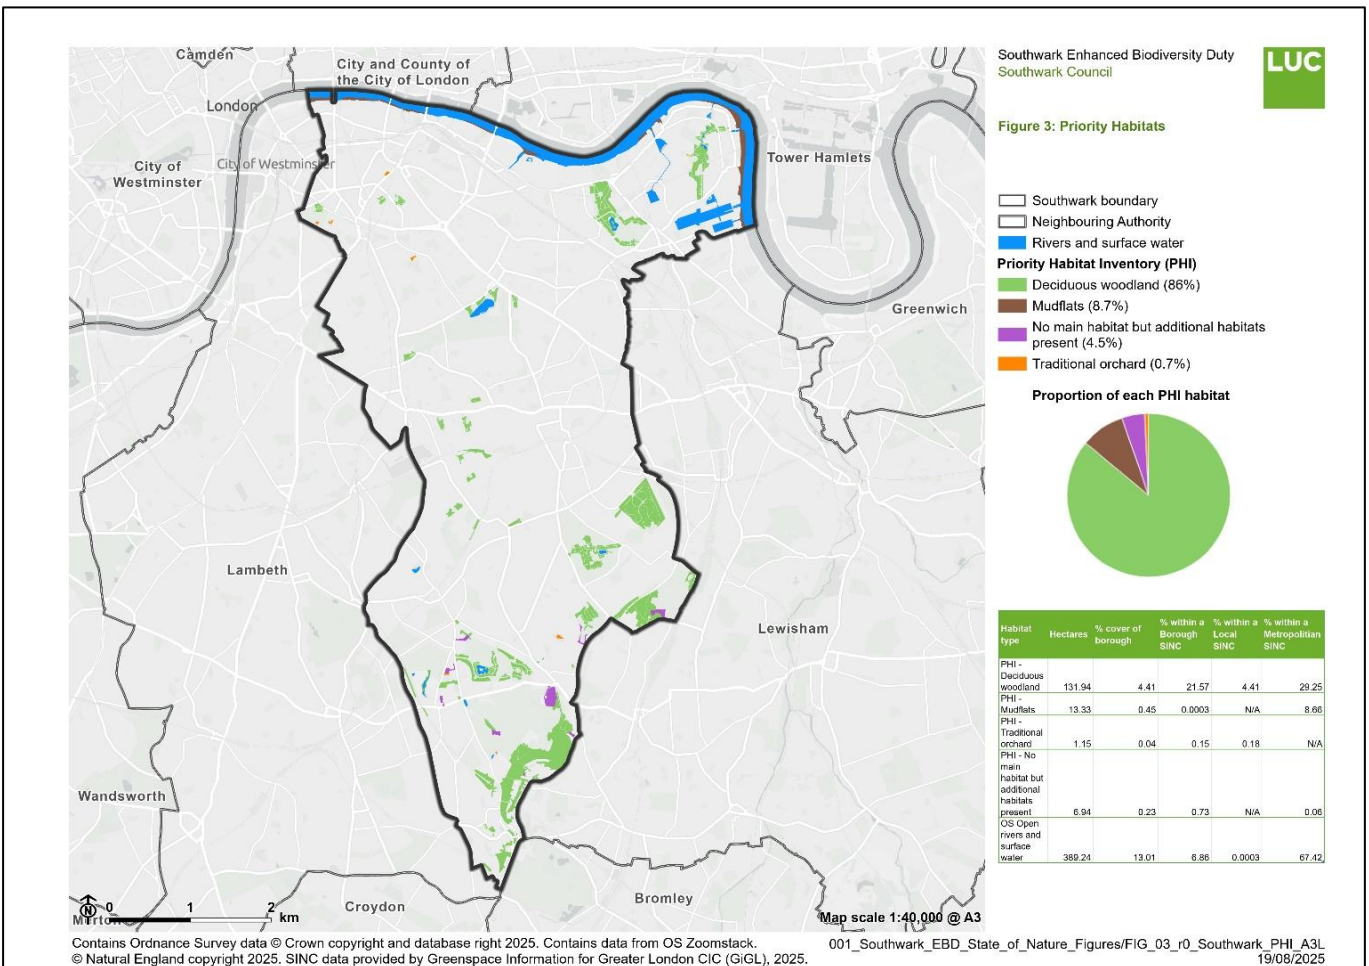 Camden
City and County of
the City of London
London
City of Westminster
City of
Westminster
Tower Hamlets
Greenwich
Lambeth
Lewisham
Wandsworth
Croydon
Bromley
Merton
N
0 1 2
km
Map scale 1:40,000 @ A3
Southwark Enhanced Biodiversity Duty
Southwark Council
LUC
Figure 3: Priority Habitats
Southwark boundary
Neighbouring Authority
Rivers and surface water
Priority Habitat Inventory (PHI)
Deciduous woodland (86%)
Mudflats (8.7%)
No main habitat but additional habitats
present (4.5%)
Traditional orchard (0.7%)
Proportion of each PHI habitat
Habitat type Hectares % cover of borough % within a Borough SINC % within a Local SINC % within a Metropolitian SINC
PHI -
Deciduous
woodland 131.94 4.41 21.57 4.41 29.25
PHI -
Mudflats 13.33 0.45 0.0003 N/A 8.66
PHI -
Traditional
orchard 1.15 0.04 0.15 0.18 N/A
PHI - No
main
habitat but
additional
habitats
present 6.94 0.23 0.73 N/A 0.06
OS Open
rivers and
surface
water 389.24 13.01 6.86 0.0003 67.42
Contains Ordnance Survey data © Crown copyright and database right 2025. Contains data from OS Zoomstack.
© Natural England copyright 2025. SINC data provided by Greenspace Information for Greater London CIC (GiGL), 2025.
001_Southwark_EBD_State_of_Nature_Figures/FIG_03_r0_Southwark_PHI_A3L
19/08/2025